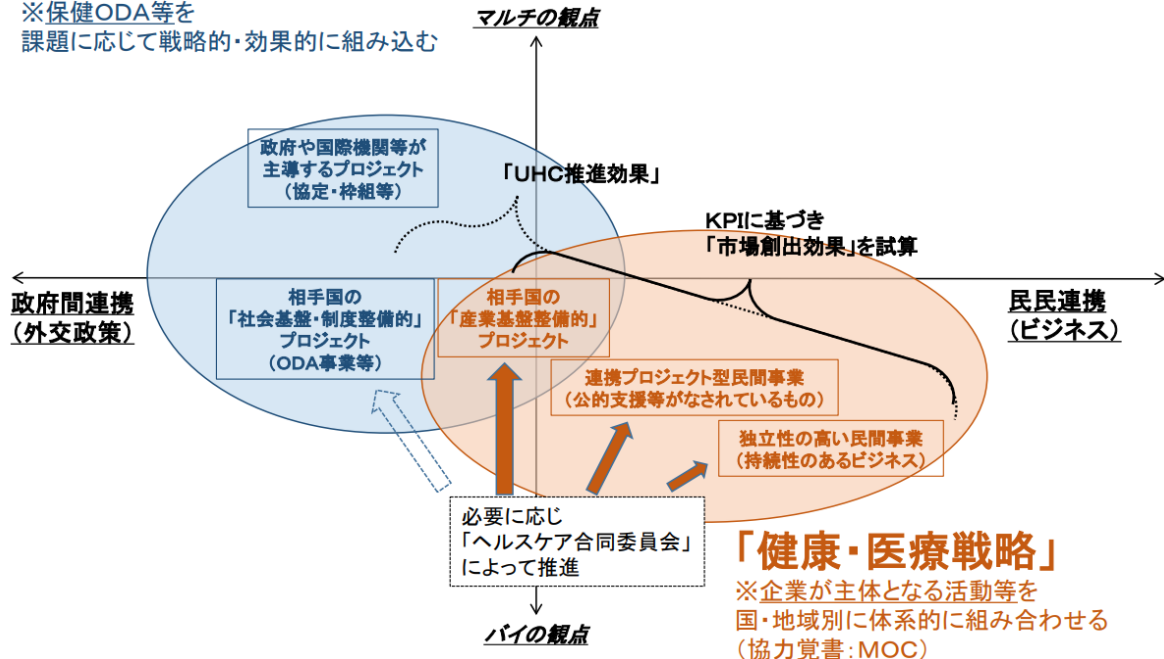 ※保健ODA等を
課題に応じて戦略的・効果的に組み込む
マルチの観点
政府や国際機関等が
主導するプロジェクト
（協定・枠組等）
「UHC推進効果」
KPIに基づき
「市場創出効果」を試算
政府間連携
（外交政策）
相手国の
「社会基盤・制度整備的」
プロジェクト
（ODA事業等）
相手国の
「産業基盤整備的」
プロジェクト
民民連携
（ビジネス）
連携プロジェクト型民間事業
（公的支援等がなされているもの）
独立性の高い民間事業
（持続性のあるビジネス）
必要に応じ
「ヘルスケア合同委員会」
によって推進
バイの観点
「健康・医療戦略」
※企業が主体となる活動等を
国・地域別に体系的に組み合わせる
（協力覚書：MOC）